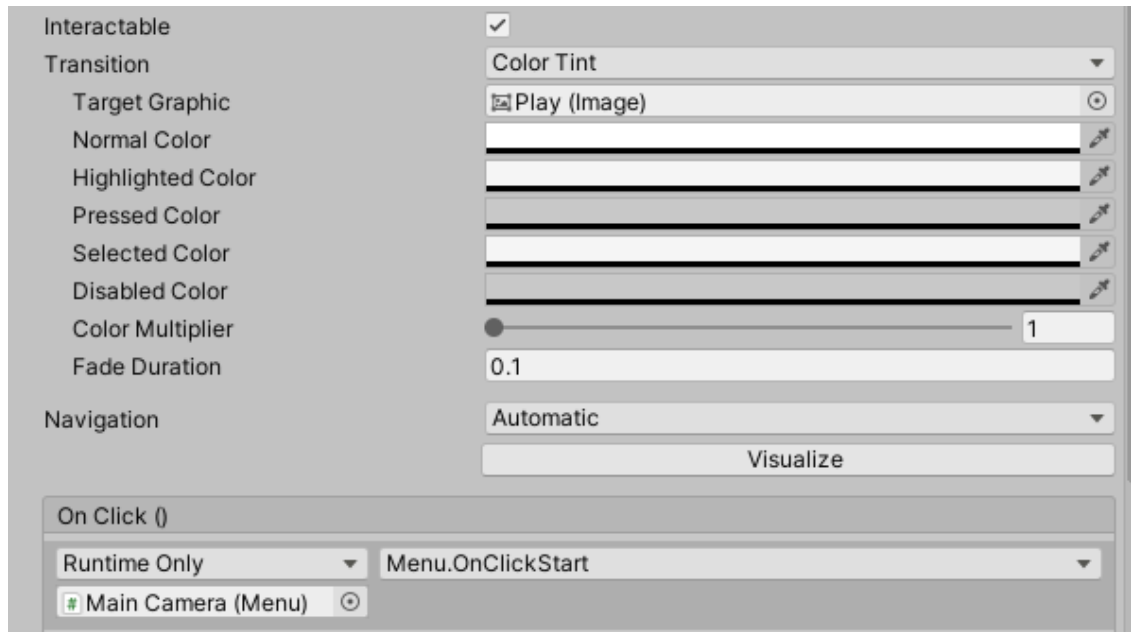 Interactable
Transition Color Tint
Target Graphic Play (Image)
Normal Color
Highlighted Color
Pressed Color
Selected Color
Disabled Color
Color Multiplier 1
Fade Duration 0.1
Navigation Automatic
Visualize
On Click ()
Runtime Only Menu.OnClickStart
# Main Camera (Menu)